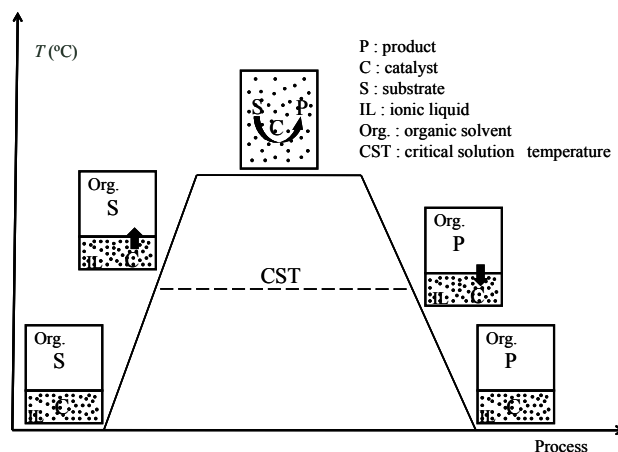 T (°C)
P : product
C : catalyst
S : substrate
IL : ionic liquid
Org. : organic solvent
CST : critical solution temperature
S P
C
Org.
S
IL C
Org.
P
IL C
CST
Org.
S
IL C
Org.
P
IL C
Process